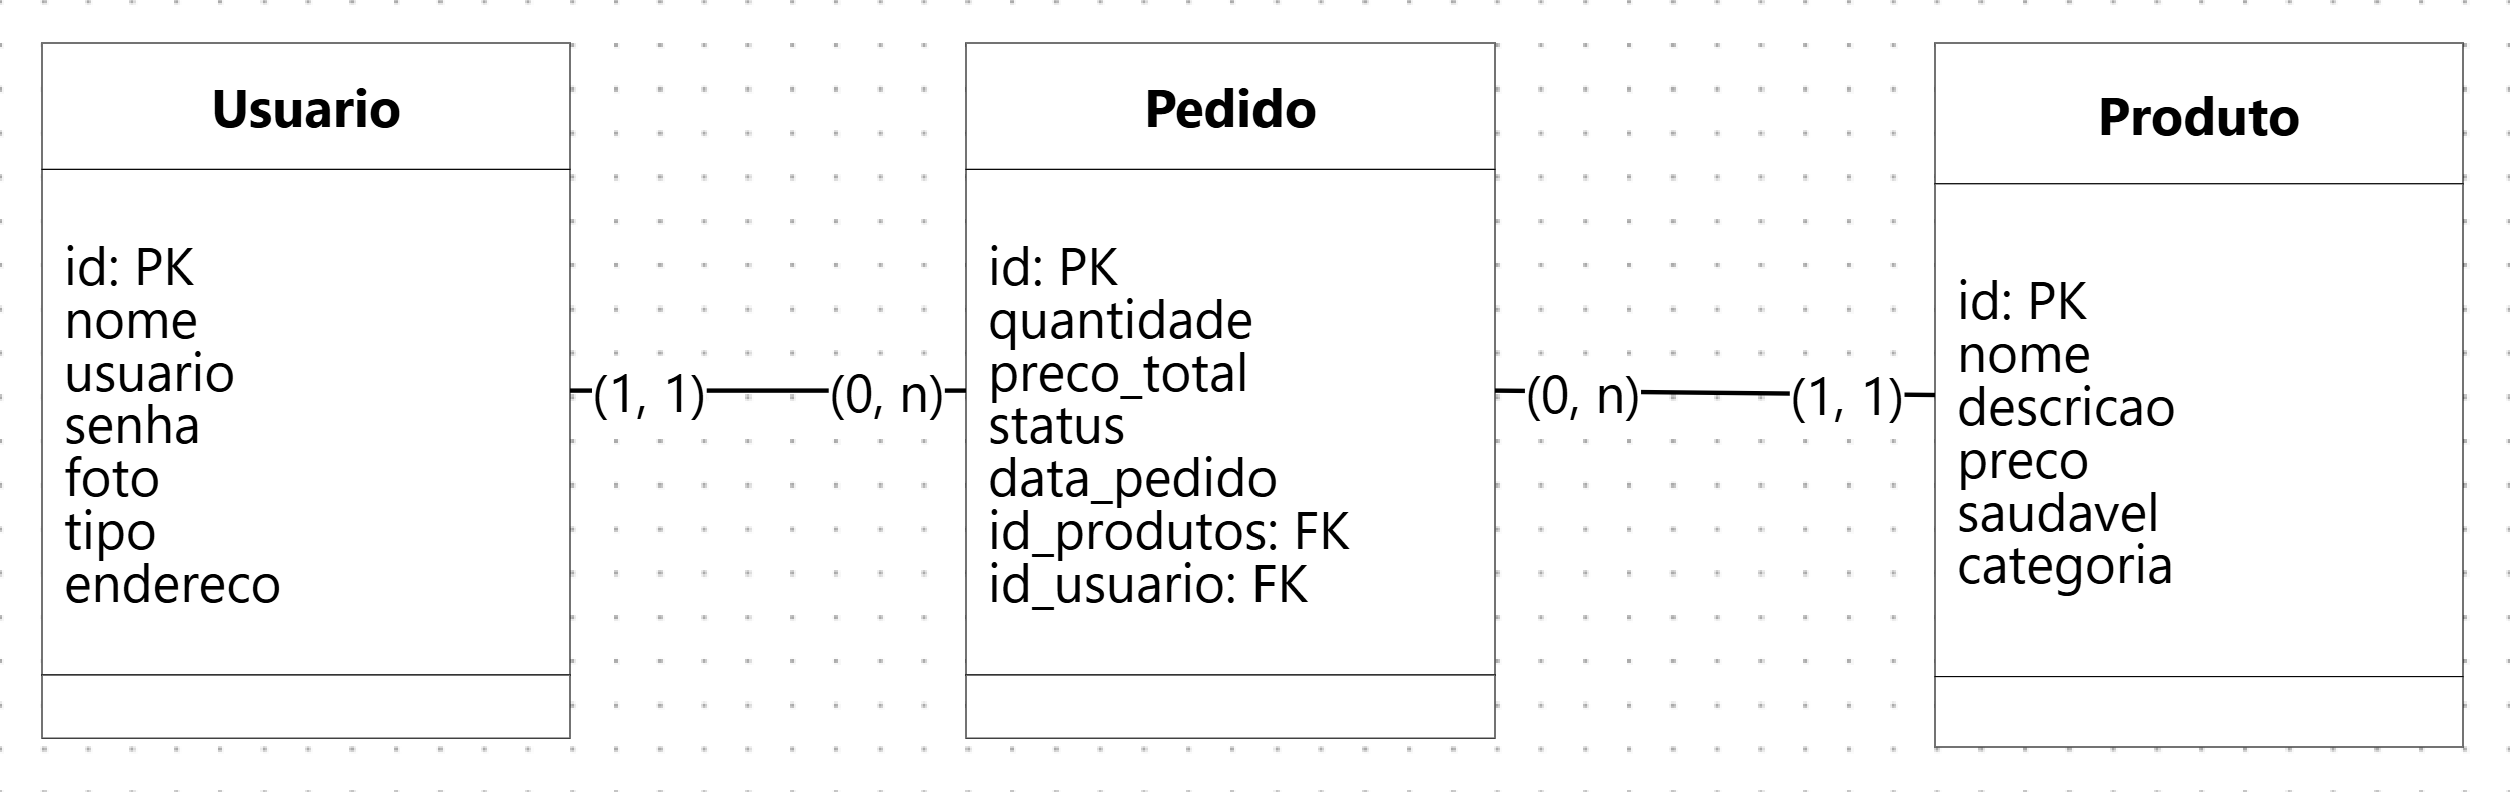 Usuario
id: PK
nome
usuario
senha
foto
tipo
endereco
(1, 1)
(0, n)
Pedido
id: PK
quantidade
preco_total
status
data_pedido
id_produtos: FK
id_usuario: FK
(0, n)
(1, 1)
Produto
id: PK
nome
descricao
preco
saudavel
categoria